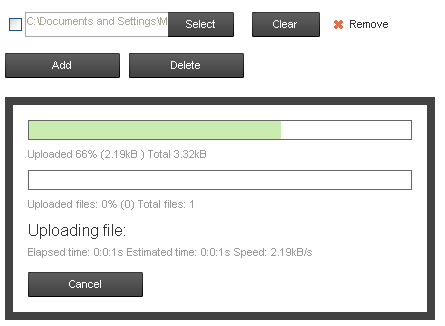 C:\Documents and Settings\M Select Clear Remove
Add Delete
Uploaded 66% (2.19kB ) Total 3.32kB
Uploaded files: 0% (0) Total files: 1
Uploading file:
Elapsed time: 0:0:1s Estimated time: 0:0:1s Speed: 2.19kB/s
Cancel